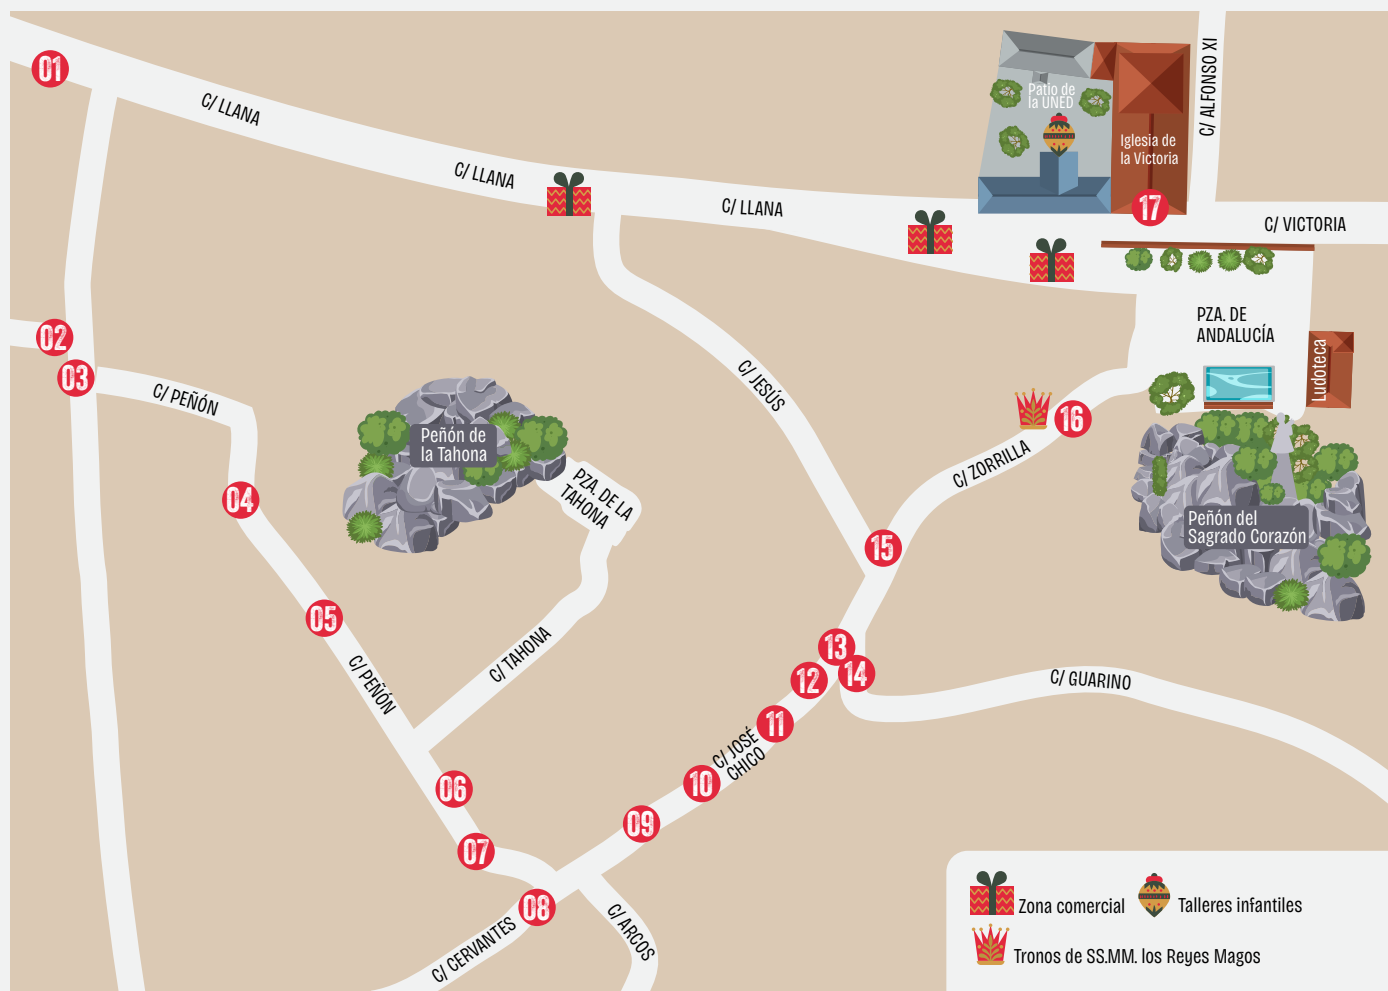 01
C/ LLANA
C/ LLANA
C/ LLANA
Patio de
la UNED
Iglesia de
la Victoria
17
C/ ALFONSO XI
C/ VICTORIA
PZA. DE
ANDALUCÍA
Ludoteca
02
03
C/ PEÑÓN
C/ JESÚS
16
C/ ZORRILLA
Peñón de
la Tahona
PZA. DE LA
TAHONA
04
Peñón del
Sagrado Corazón
15
05
C/ PEÑÓN
C/ TAHONA
13
14
12
C/ GUARINO
11
C/ JOSÉ
CHICO
10
06
09
07
08
C/ CERVANTES
C/ ARCOS
Zona comercial
Talleres infantiles
Tronos de SS.MM. los Reyes Magos